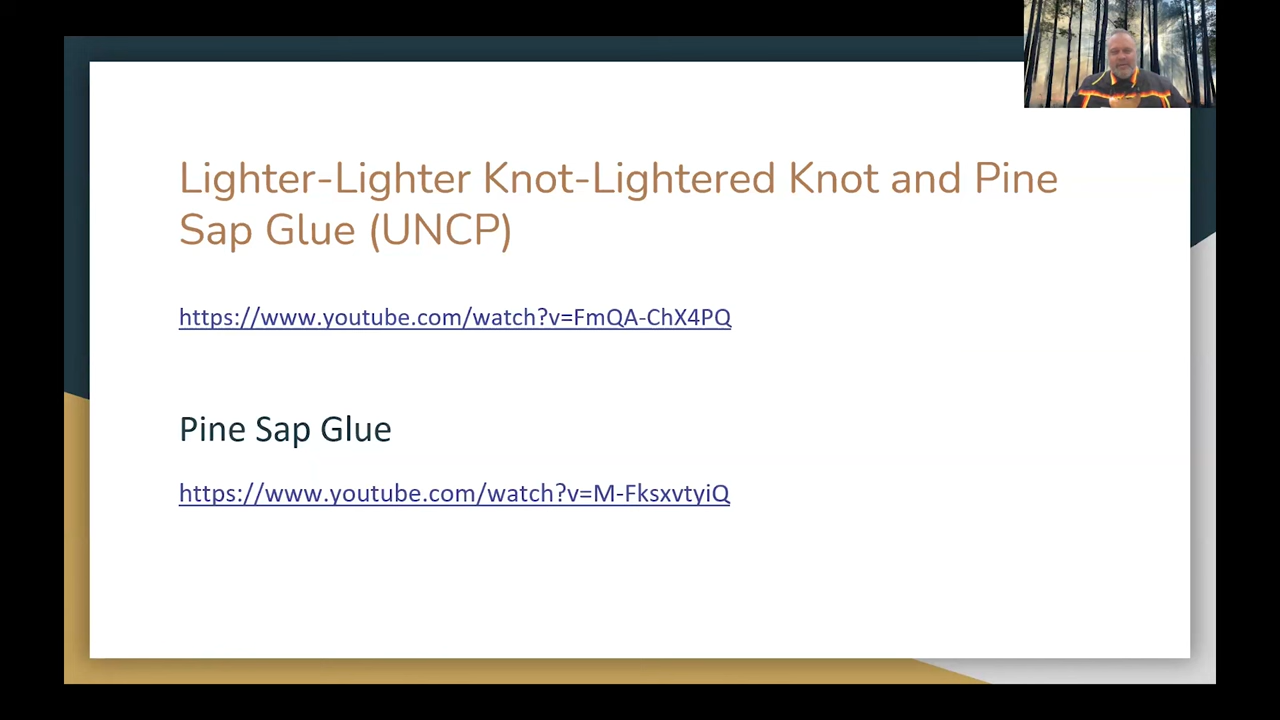 Lighter-Lighter Knot-Lightered Knot and Pine
Sap Glue (UNCP)
https://www.youtube.com/watch?v=FmQA-ChX4PQ
Pine Sap Glue
https://www.youtube.com/watch?v=M-FksxvtyiQ